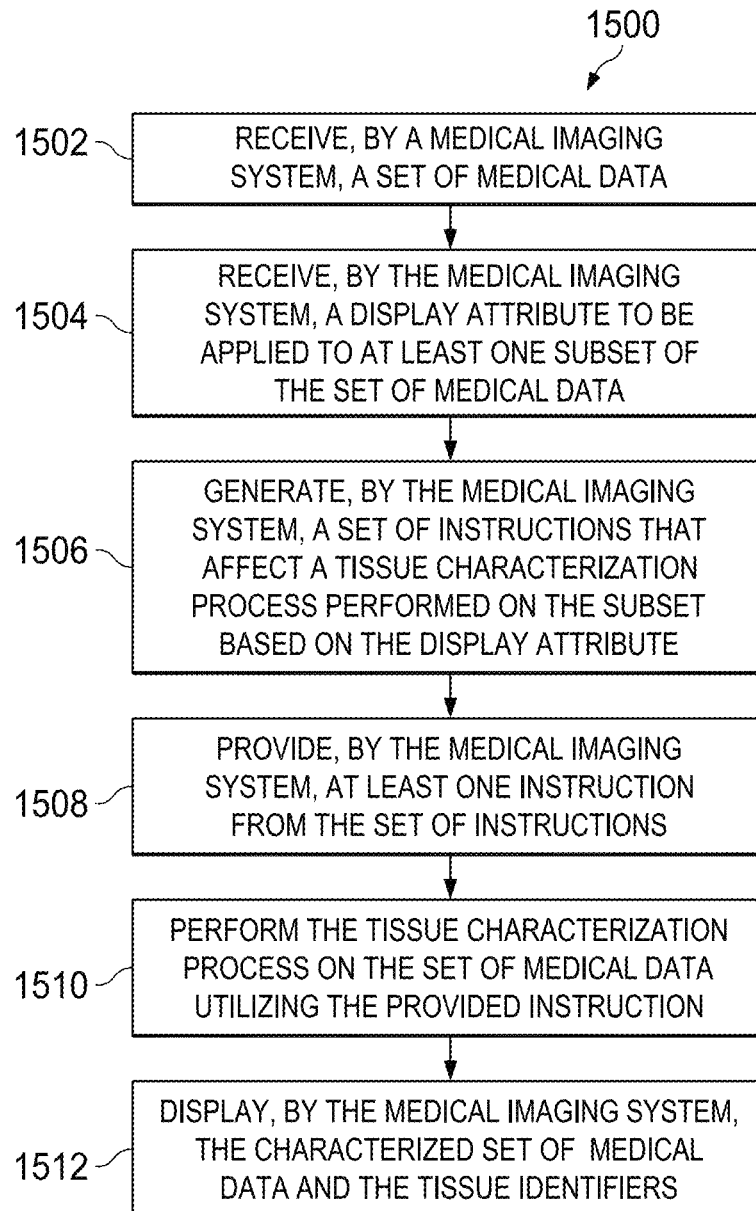 1500
1502
RECEIVE, BY A MEDICAL IMAGING
SYSTEM, A SET OF MEDICAL DATA
1504
RECEIVE, BY THE MEDICAL IMAGING
SYSTEM, A DISPLAY ATTRIBUTE TO BE
APPLIED TO AT LEAST ONE SUBSET OF
THE SET OF MEDICAL DATA
1506
GENERATE, BY THE MEDICAL IMAGING
SYSTEM, A SET OF INSTRUCTIONS THAT
AFFECT A TISSUE CHARACTERIZATION
PROCESS PERFORMED ON THE SUBSET
BASED ON THE DISPLAY ATTRIBUTE
1508
PROVIDE, BY THE MEDICAL IMAGING
SYSTEM, AT LEAST ONE INSTRUCTION
FROM THE SET OF INSTRUCTIONS
1510
PERFORM THE TISSUE CHARACTERIZATION
PROCESS ON THE SET OF MEDICAL DATA
UTILIZING THE PROVIDED INSTRUCTION
1512
DISPLAY, BY THE MEDICAL IMAGING SYSTEM,
THE CHARACTERIZED SET OF MEDICAL
DATA AND THE TISSUE IDENTIFIERS